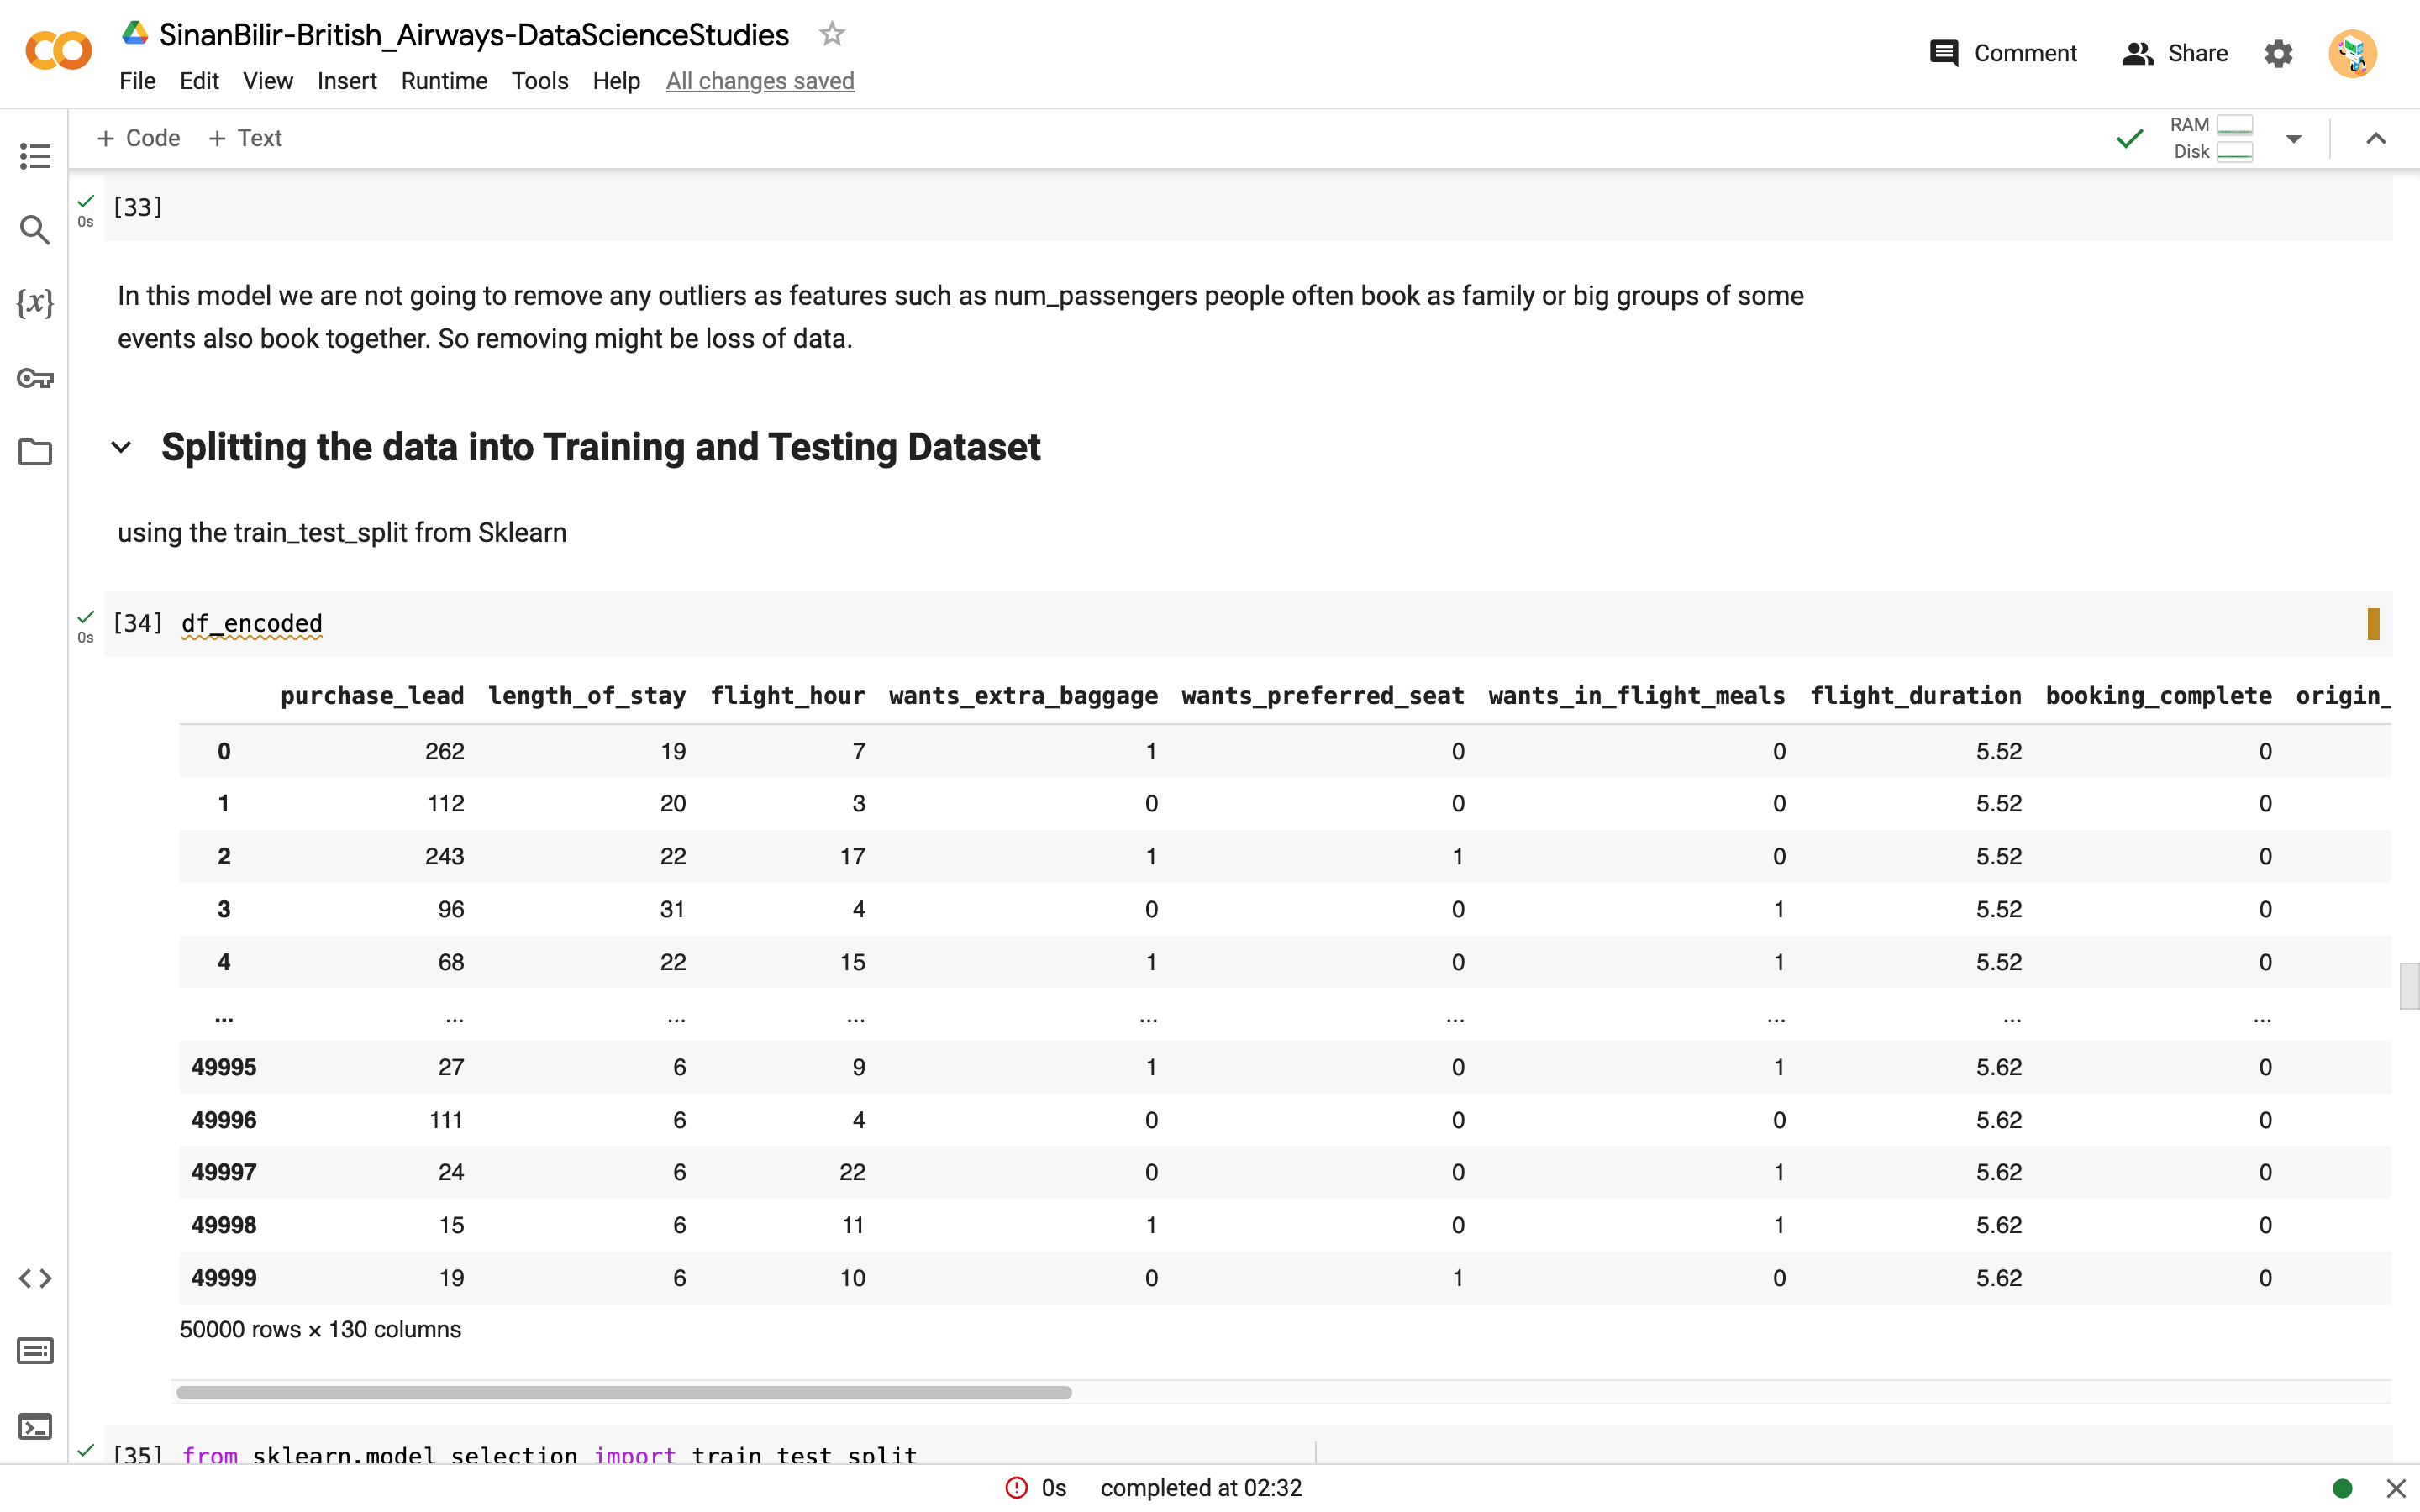 SinanBilir-British_Airways-DataScienceStudies
File Edit View Insert Runtime Tools Help All changes saved
Comment Share
+ Code + Text
RAM
Disk
[33]
0s
In this model we are not going to remove any outliers as features such as num_passengers people often book as family or big groups of some
events also book together. So removing might be loss of data.
Splitting the data into Training and Testing Dataset
using the train_test_split from Sklearn
[34] df_encoded
0s
purchase_lead length_of_stay flight_hour wants_extra_baggage wants_preferred_seat wants_in_flight_meals flight_duration booking_complete origin_
0 262 19 7 1 0 0 5.52 0
1 112 20 3 0 0 0 5.52 0
2 243 22 17 1 1 0 5.52 0
3 96 31 4 0 0 1 5.52 0
4 68 22 15 1 0 1 5.52 0
... ... ... ... ... ... ... ... ...
49995 27 6 9 1 0 1 5.62 0
49996 111 6 4 0 0 0 5.62 0
49997 24 6 22 0 0 1 5.62 0
49998 15 6 11 1 0 1 5.62 0
49999 19 6 10 0 1 0 5.62 0
50000 rows × 130 columns
[35] from sklearn.model_selection import train_test_split
0s completed at 02:32